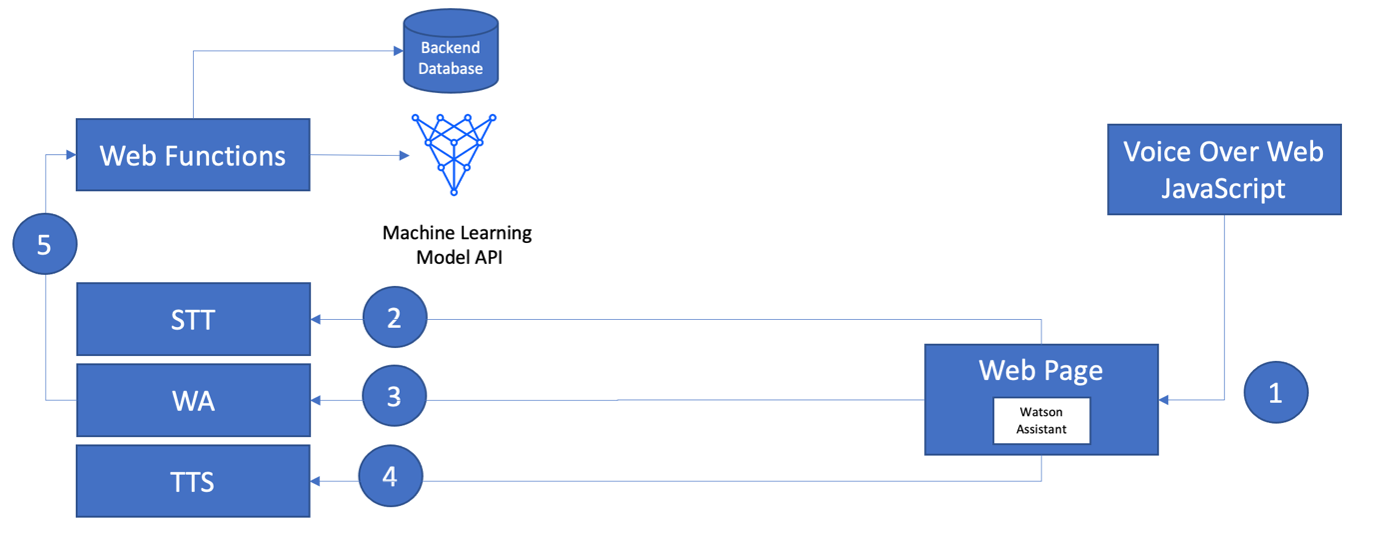 Backend
Database
Web Functions
Voice Over Web
JavaScript
Machine Learning
Model API
5
STT
2
Web Page
Watson
Assistant
1
WA
3
TTS
4